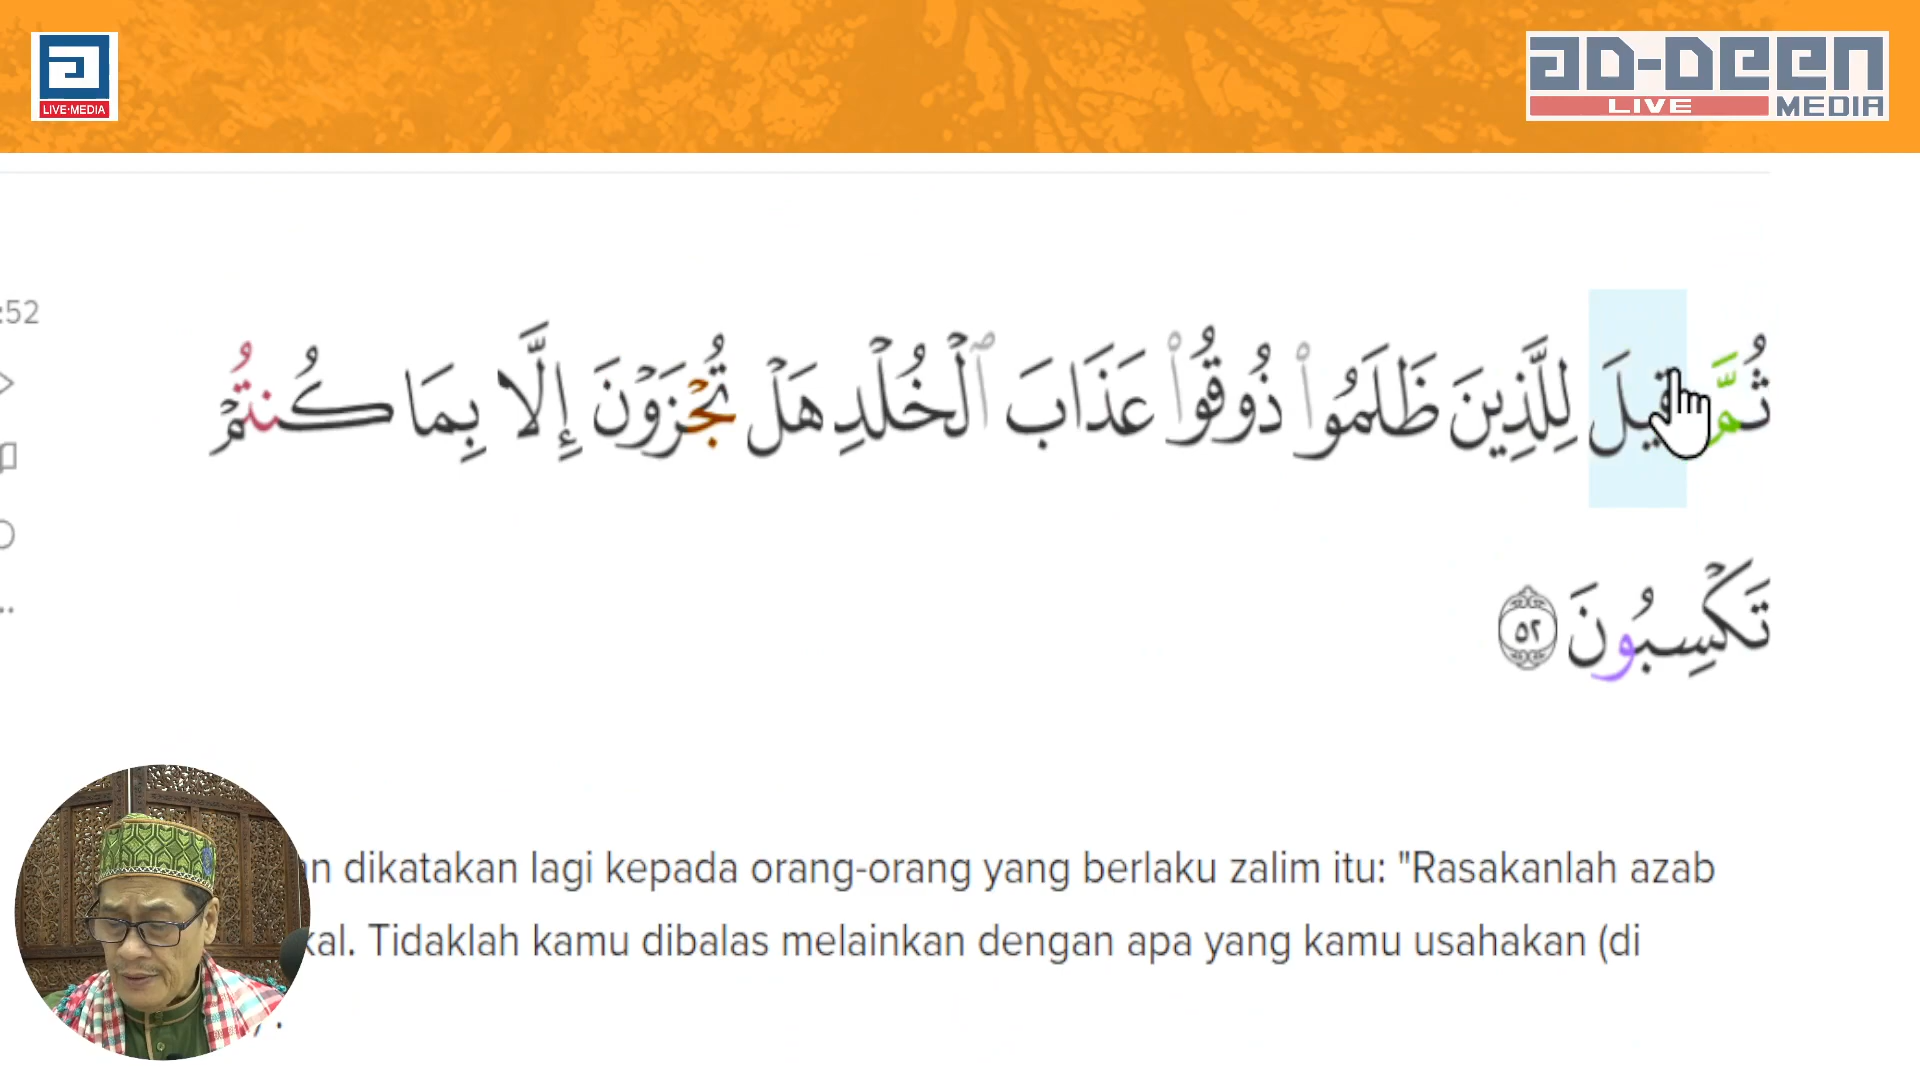 LIVE·MEDIA
AD-DEEN
LIVE MEDIA
:52
ثُمَّ قِيلَ لِلَّذِينَ ظَلَمُوا۟ ذُوقُوا۟ عَذَابَ ٱلْخُلْدِ هَلْ تُجْزَوْنَ إِلَّا بِمَا كُنتُمْ
تَكْسِبُونَ ٥٢
dikatakan lagi kepada orang-orang yang berlaku zalim itu: "Rasakanlah azab
kal. Tidaklah kamu dibalas melainkan dengan apa yang kamu usahakan (di